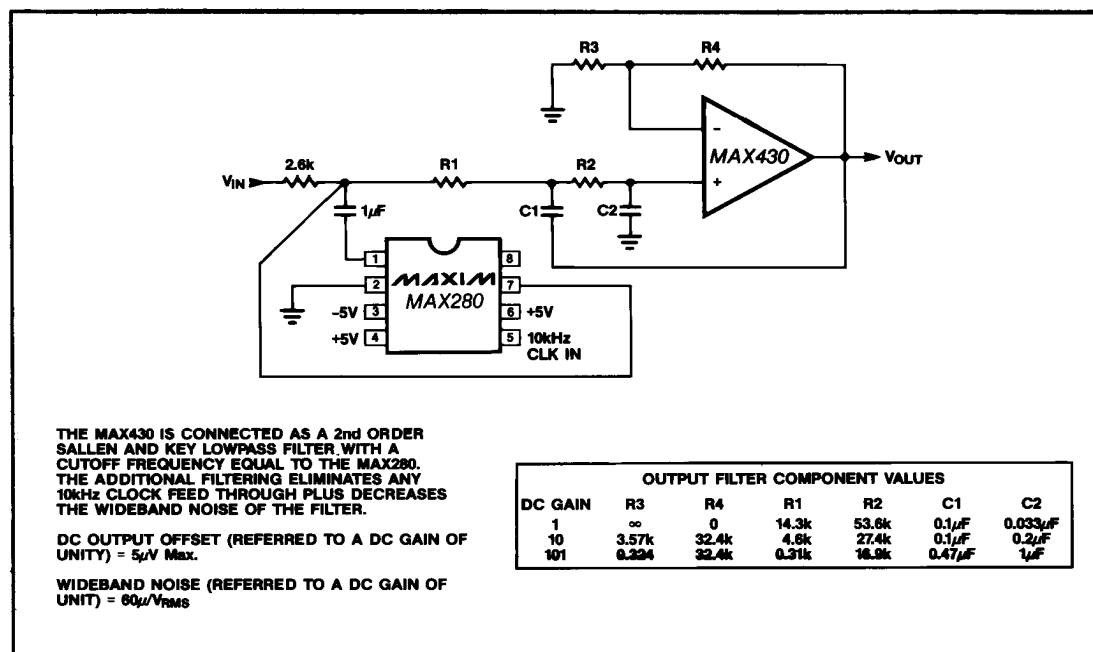 R3
R4
MAX430
−
+
VOUT
2.6k
R1
R2
VIN
1µF
C1
C2
1
8
2
MAXIM
7
MAX280
-5V
3
6
+5V
+5V
4
5
10kHz
CLK IN
THE MAX430 IS CONNECTED AS A 2nd ORDER
SALLEN AND KEY LOWPASS FILTER WITH A
CUTOFF FREQUENCY EQUAL TO THE MAX280.
THE ADDITIONAL FILTERING ELIMINATES ANY
10kHz CLOCK FEED THROUGH PLUS DECREASES
THE WIDEBAND NOISE OF THE FILTER.
DC OUTPUT OFFSET (REFERRED TO A DC GAIN OF
UNITY) = 5µV Max.
WIDEBAND NOISE (REFERRED TO A DC GAIN OF
UNIT) = 60µ/VRMS
OUTPUT FILTER COMPONENT VALUES
DC GAIN R3 R4 R1 R2 C1 C2
1 ∞ 0 14.3k 53.6k 0.1µF 0.033µF
10 3.57k 32.4k 4.6k 27.4k 0.1µF 0.2µF
101 0.324 32.4k 0.31k 16.9k 0.47µF 1µF